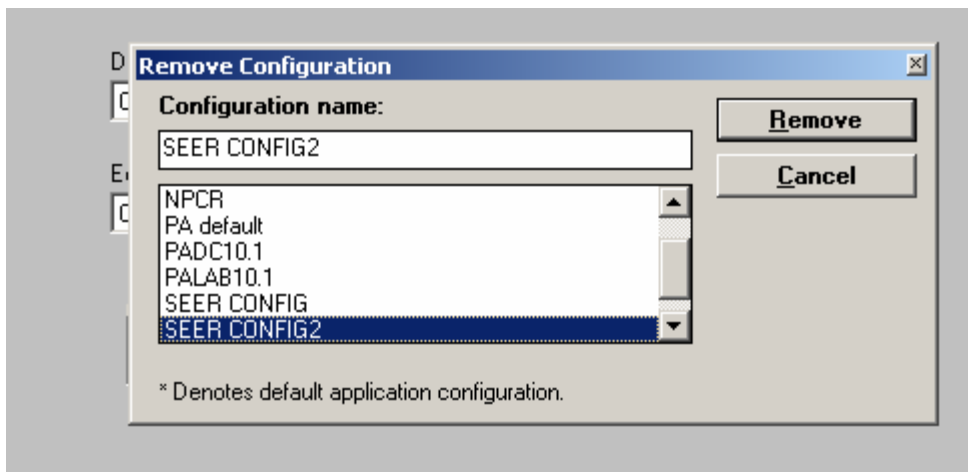 Remove Configuration
Configuration name:
SEER CONFIG2
Remove
Cancel
NPCR
PA default
PADC10.1
PALAB10.1
SEER CONFIG
SEER CONFIG2
* Denotes default application configuration.